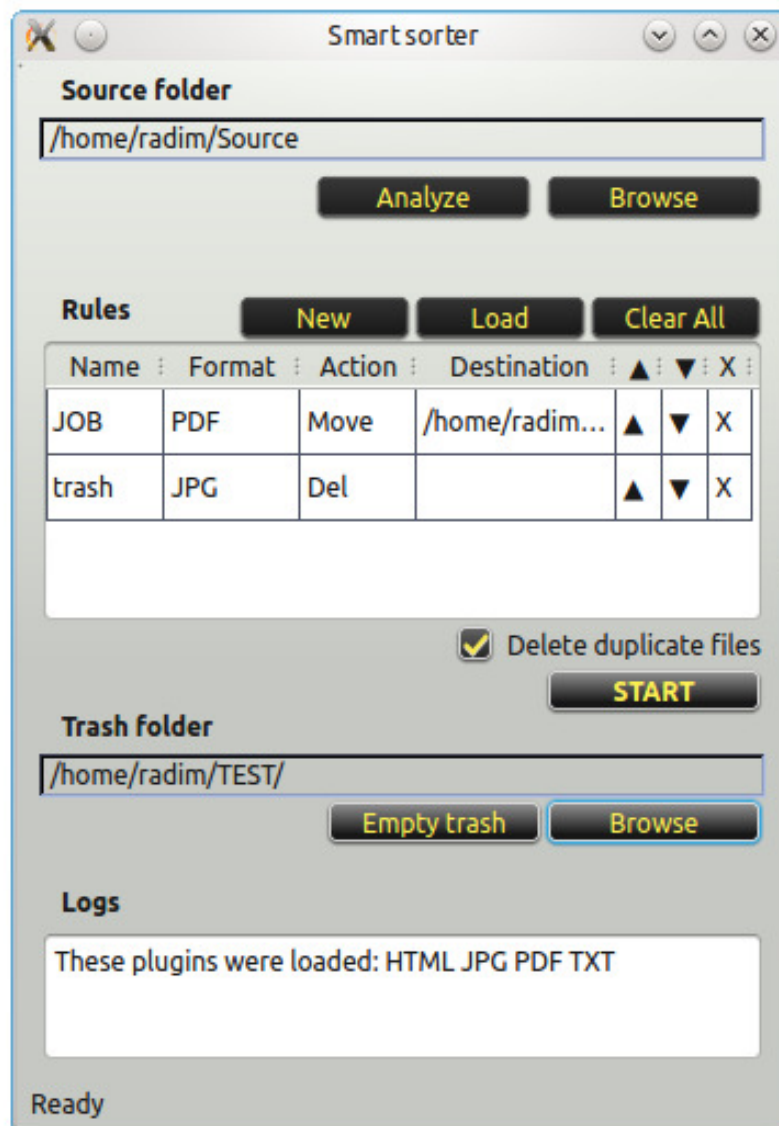 Smart sorter
Source folder
/home/radim/Source
Analyze Browse
Rules New Load Clear All
Name Format Action Destination ▲ ▼ X
JOB PDF Move /home/radim... ▲ ▼ X
trash JPG Del ▲ ▼ X
Delete duplicate files
START
Trash folder
/home/radim/TEST/
Empty trash Browse
Logs
These plugins were loaded: HTML JPG PDF TXT
Ready